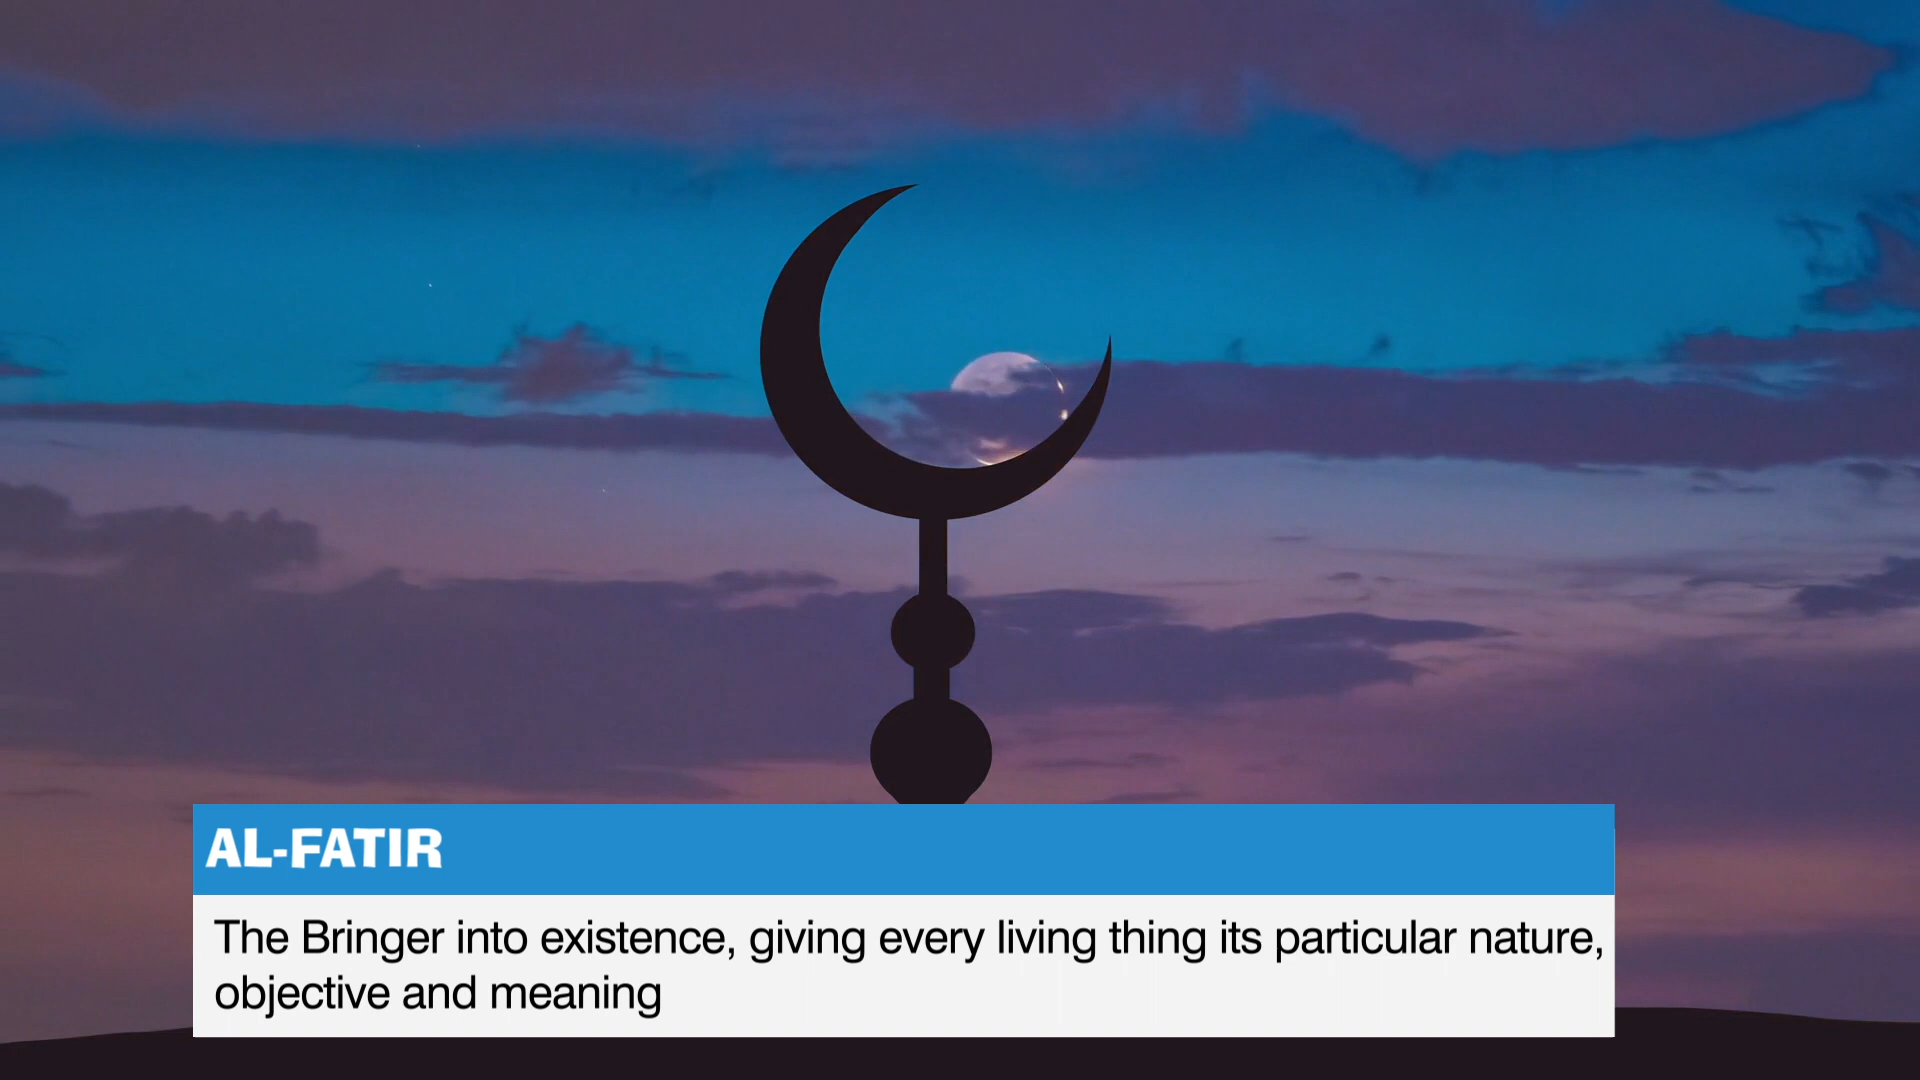 AL-FATIR
The Bringer into existence, giving every living thing its particular nature,
objective and meaning